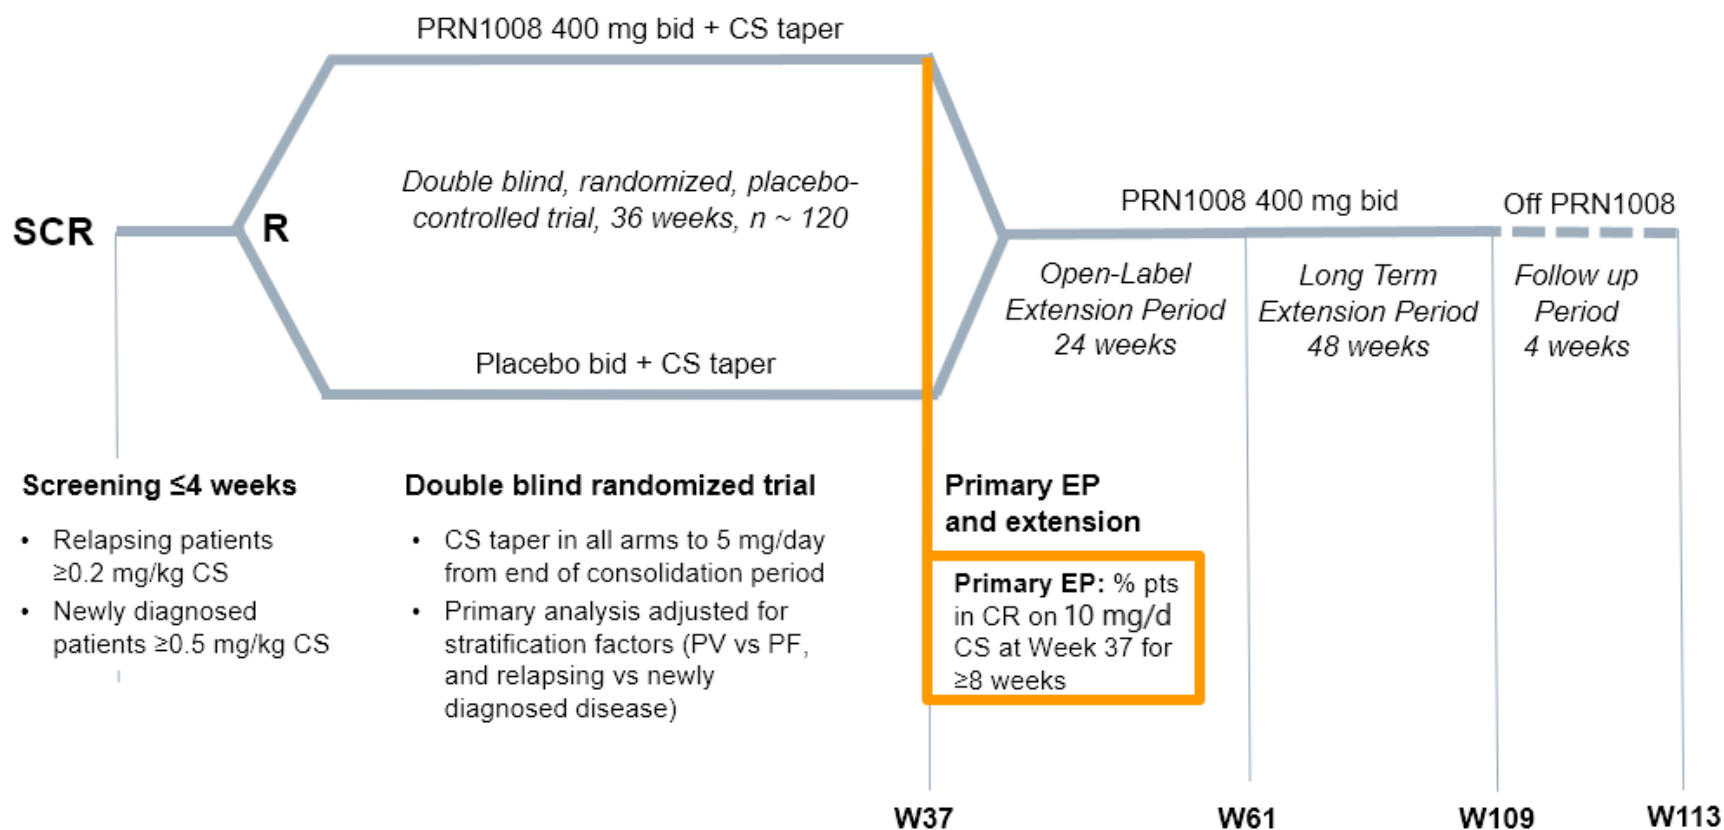 PRN1008 400 mg bid + CS taper
Double blind, randomized, placebo-
controlled trial, 36 weeks, n ~ 120
SCR
R
Placebo bid + CS taper
PRN1008 400 mg bid
Off PRN1008
Open-Label
Extension Period
24 weeks
Long Term
Extension Period
48 weeks
Follow up
Period
4 weeks
Screening ≤4 weeks
• Relapsing patients
≥0.2 mg/kg CS
• Newly diagnosed
patients ≥0.5 mg/kg CS
Double blind randomized trial
• CS taper in all arms to 5 mg/day
from end of consolidation period
• Primary analysis adjusted for
stratification factors (PV vs PF,
and relapsing vs newly
diagnosed disease)
Primary EP
and extension
Primary EP: % pts
in CR on 10 mg/d
CS at Week 37 for
≥8 weeks
W37
W61
W109
W113